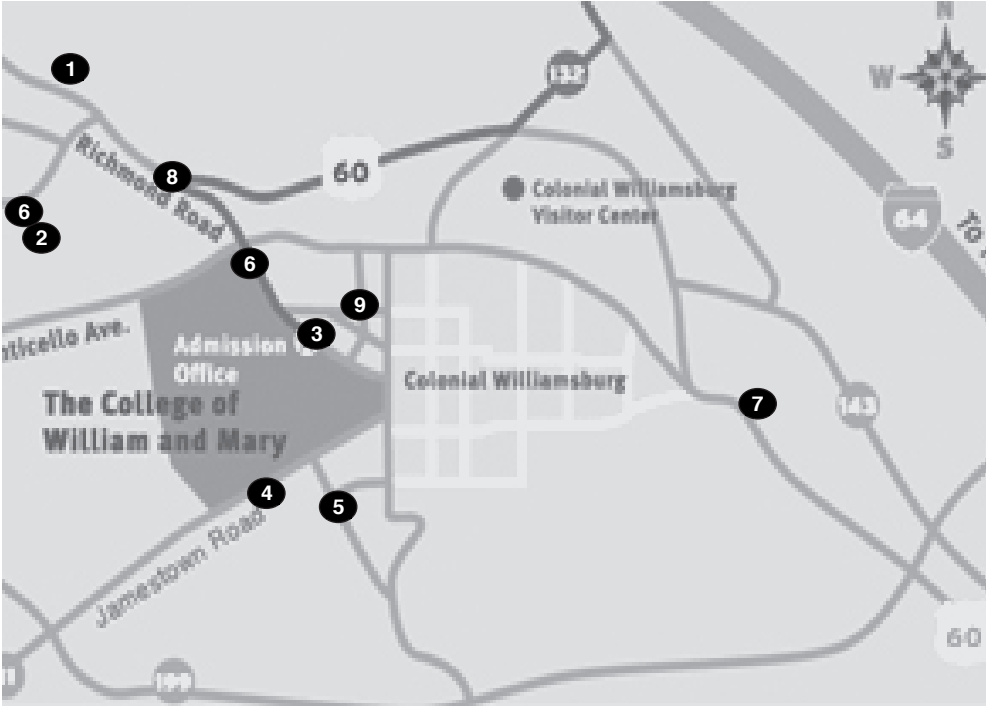 N
1
132
W
S
Richmond Road
60
8
Colonial Williamsburg
Visitor Center
6
64
2
TO
6
9
3
Admission
Office
nticello Ave.
The College of
William and Mary
Colonial Williamsburg
7
143
4
5
Jamestown Road
60
199